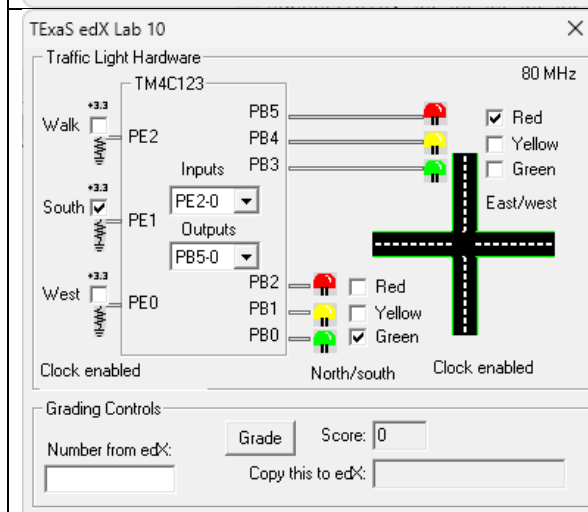 TExaS edX Lab 10
Traffic Light Hardware
80 MHz
TM4C123
+3.3
Walk
PE2
PB5
PB4
PB3
Red
Yellow
Green
East/west
Inputs
PE2-0
+3.3
South
PE1
Outputs
PB5-0
+3.3
West
PE0
PB2
PB1
PB0
Red
Yellow
Green
North/south
Clock enabled
Clock enabled
Grading Controls
Number from edX:
Grade
Score: 0
Copy this to edX: